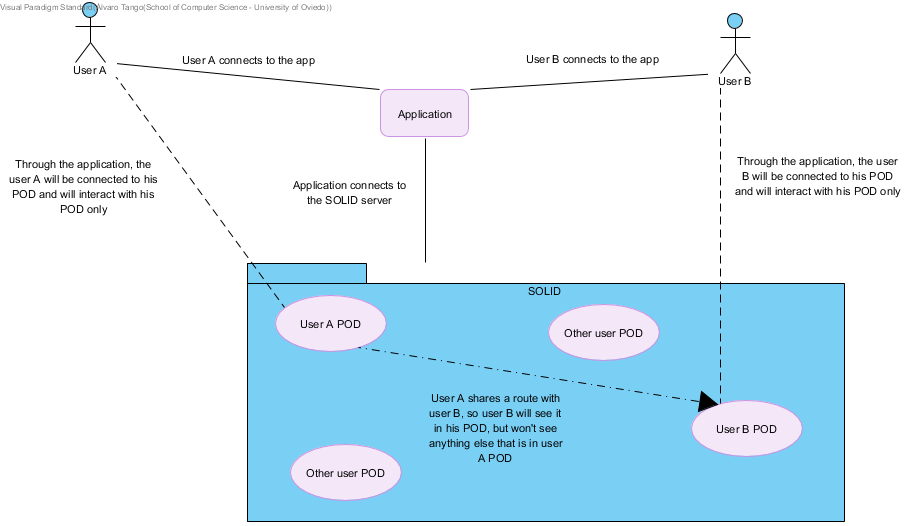 Visual Paradigm Standard(Alvaro Tango(School of Computer Science - University of Oviedo))
User A
User B
User A connects to the app
User B connects to the app
Application
Through the application, the
user A will be connected to his
POD and will interact with his
POD only
Application connects to
the SOLID server
Through the application, the user
B will be connected to his POD
and will interact with his POD only
SOLID
User A POD
Other user POD
User A shares a route with
user B, so user B will see it
in his POD, but won't see
anything else that is in user
A POD
User B POD
Other user POD